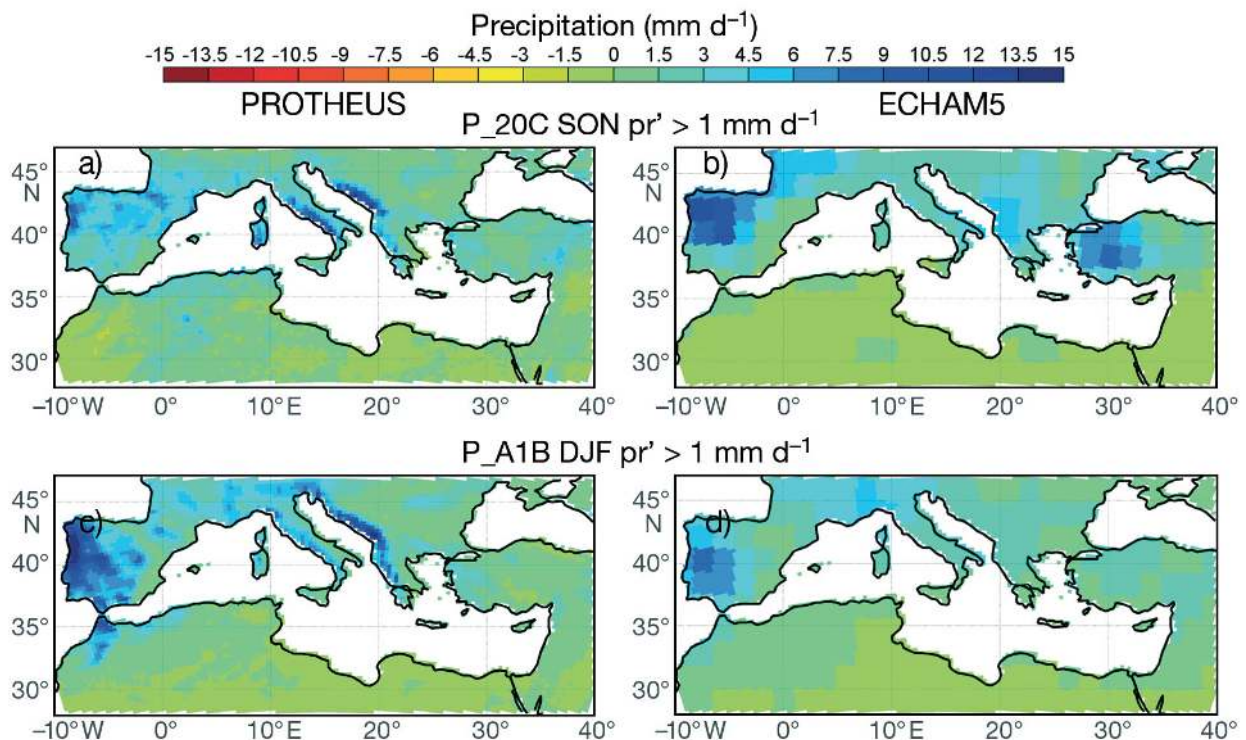 Precipitation (mm d⁻¹)
-15 -13.5 -10.5 -9 -7.5 -6 -4.5 -3 -1.5 0 1.5 3 4.5 6 7.5 9 10.5 12 13.5 15
PROTHEUS ECHAM5
P_20C SON pr' > 1 mm d⁻¹
a) b)
45° 45°
N N
40° 40°
35° 35°
30° 30°
–10°W 0° 10°E 20° 30° 40° –10°W 0° 10°E 20° 30° 40°
P_A1B DJF pr' > 1 mm d⁻¹
c) d)
45° 45°
N N
40° 40°
35° 35°
30° 30°
–10°W 0° 10°E 20° 30° 40° –10°W 0° 10°E 20° 30° 40°